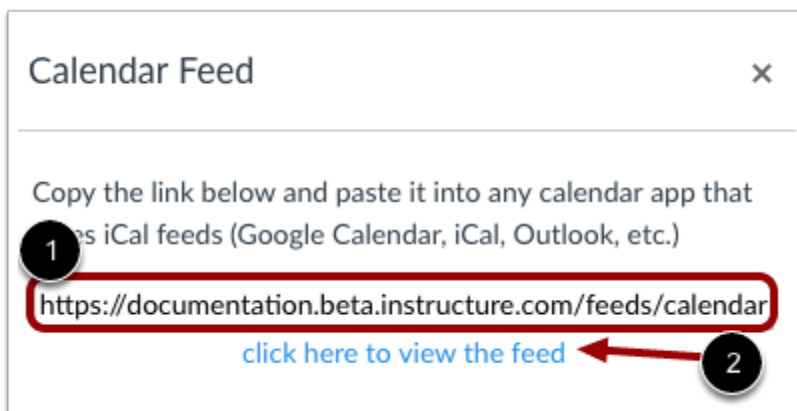 Calendar Feed ×
Copy the link below and paste it into any calendar app that
1 es iCal feeds (Google Calendar, iCal, Outlook, etc.)
https://documentation.beta.instructure.com/feeds/calendar
click here to view the feed 2